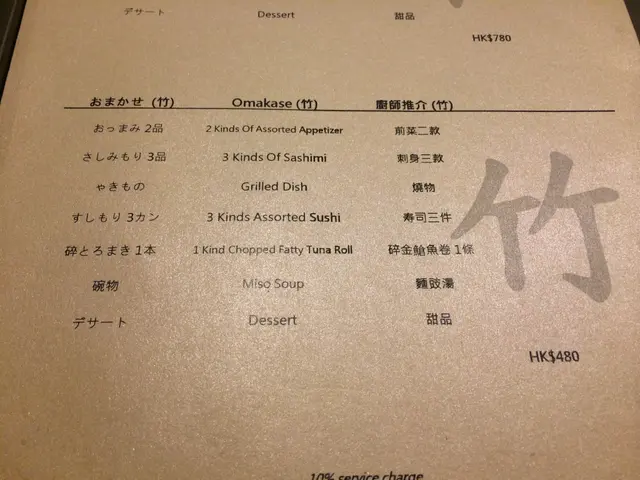 デザート Dessert 甜品
HK$780
おまかせ (竹) Omakase (竹) 廚師推介 (竹)
おっまみ 2品 2 Kinds Of Assorted Appetizer 前菜二款
さしみもり 3品 3 Kinds Of Sashimi 刺身三款
ゃきもの Grilled Dish 燒物
すしもり 3カン 3 Kinds Assorted Sushi 寿司三件
碎とろまき 1本 1 Kind Chopped Fatty Tuna Roll 碎金鮏魚卷 1條
碗物 Miso Soup 麵豉湯
デザート Dessert 甜品
竹
HK$480
10% service charge